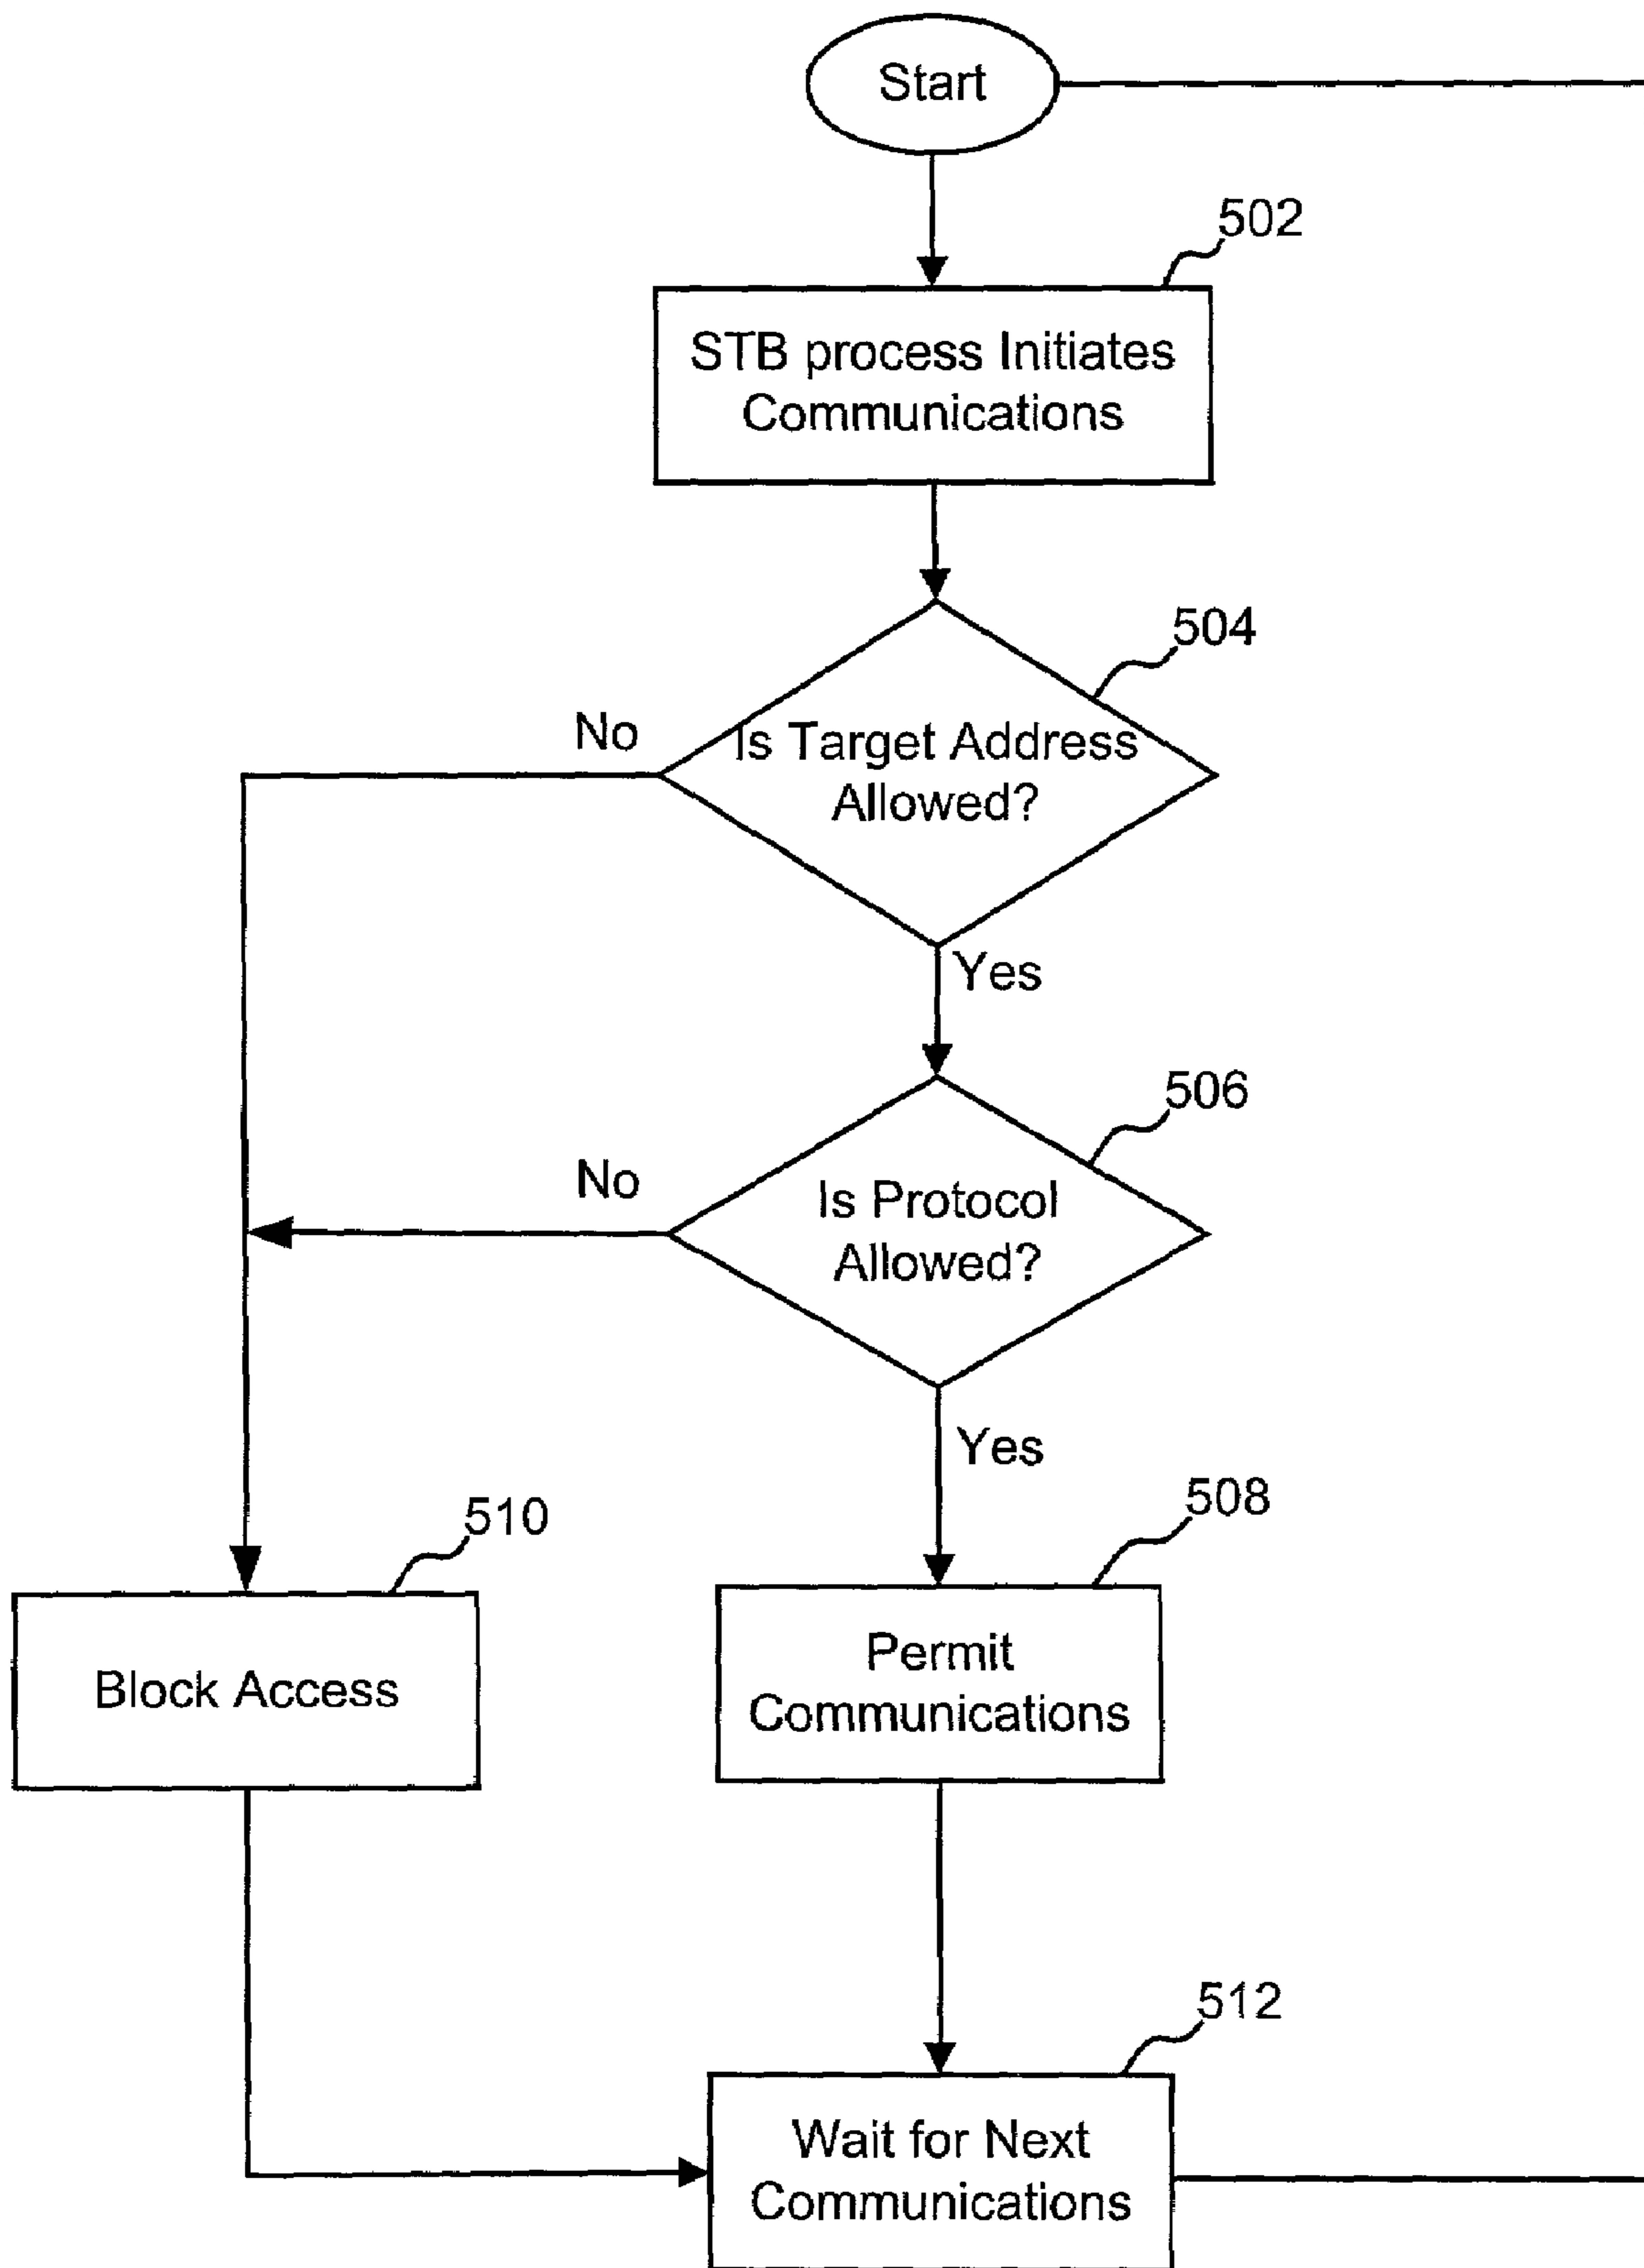 Start
502
STB process Initiates
Communications
504
No
Is Target Address
Allowed?
Yes
506
No
Is Protocol
Allowed?
Yes
508
510
Permit
Communications
Block Access
512
Wait for Next
Communications